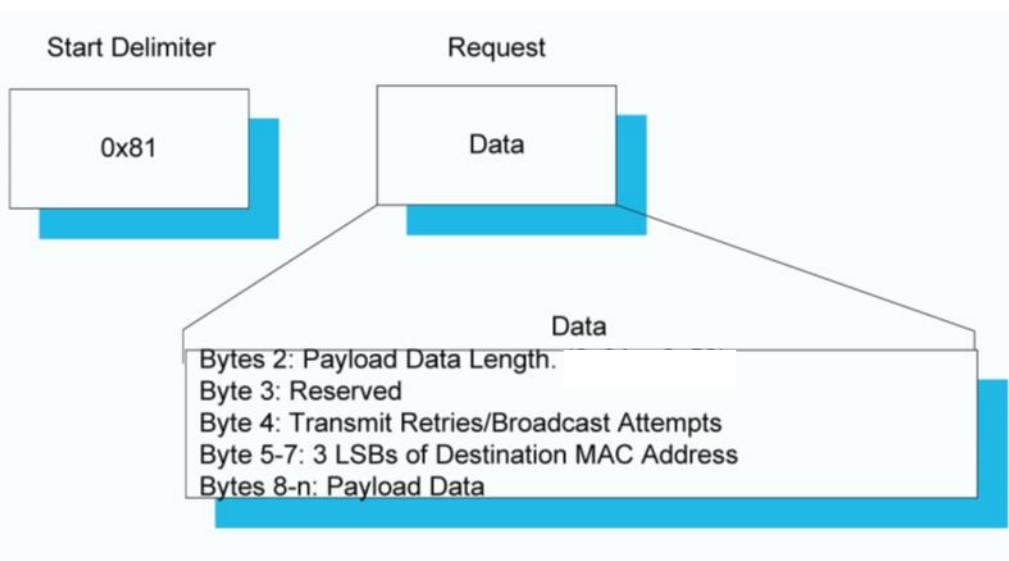 Start Delimiter
Request
0x81
Data
Data
Bytes 2: Payload Data Length.
Byte 3: Reserved
Byte 4: Transmit Retries/Broadcast Attempts
Byte 5-7: 3 LSBs of Destination MAC Address
Bytes 8-n: Payload Data